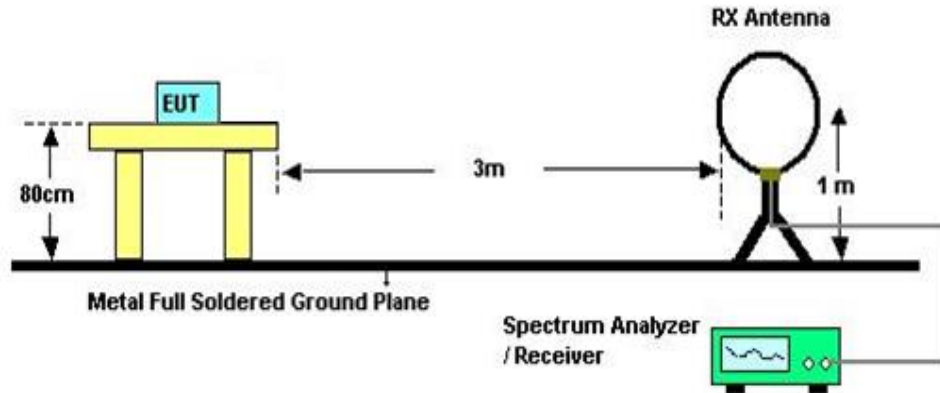 RX Antenna
EUT
80cm
3m
1 m
Metal Full Soldered Ground Plane
Spectrum Analyzer
/ Receiver